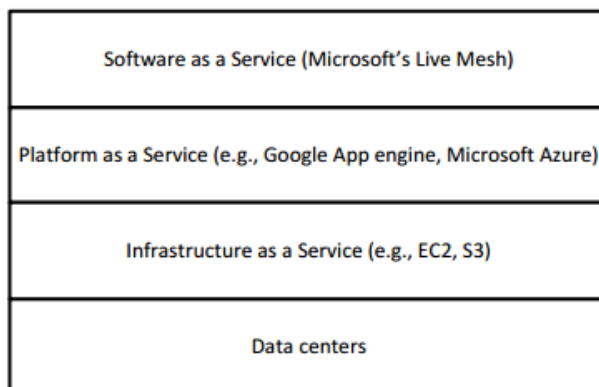 Software as a Service (Microsoft's Live Mesh)
Platform as a Service (e.g., Google App engine, Microsoft Azure)
Infrastructure as a Service (e.g., EC2, S3)
Data centers